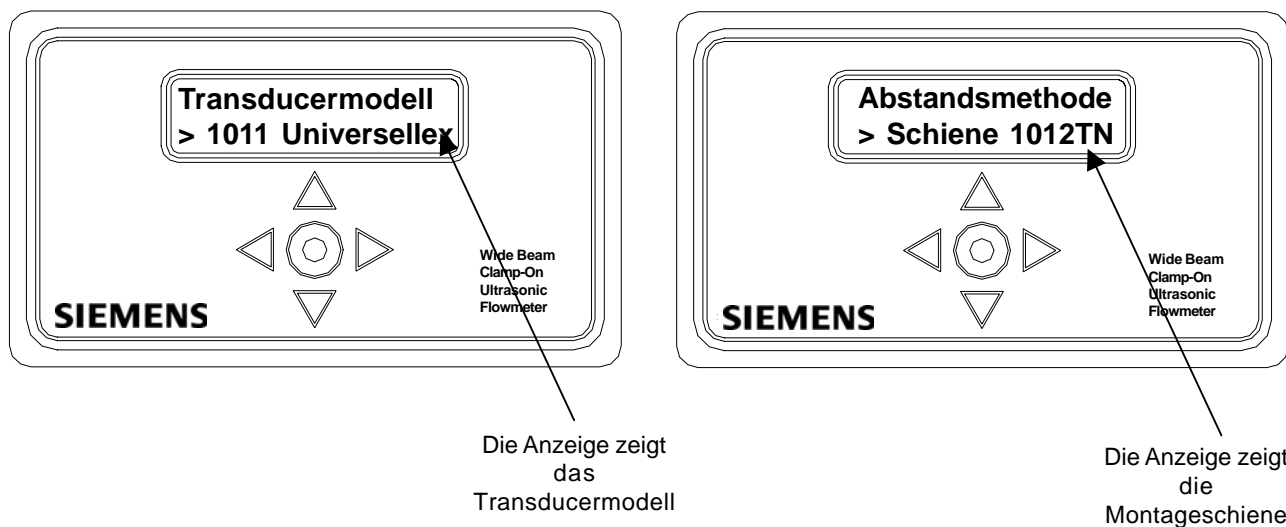 Transducermodell
> 1011 Universellex
Wide Beam
Clamp-On
Ultrasonic
Flowmeter
SIEMENS
Die Anzeige zeigt
das
Transducermodell
Abstandsmethode
> Schiene 1012TN
Wide Beam
Clamp-On
Ultrasonic
Flowmeter
SIEMENS
Die Anzeige zeigt
die
Montageschiene